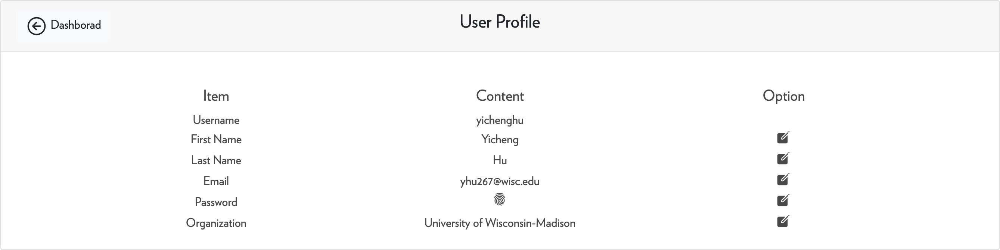 Dashborad
User Profile
Item Content Option
Username yichenghu
First Name Yicheng
Last Name Hu
Email yhu267@wisc.edu
Password
Organization University of Wisconsin-Madison